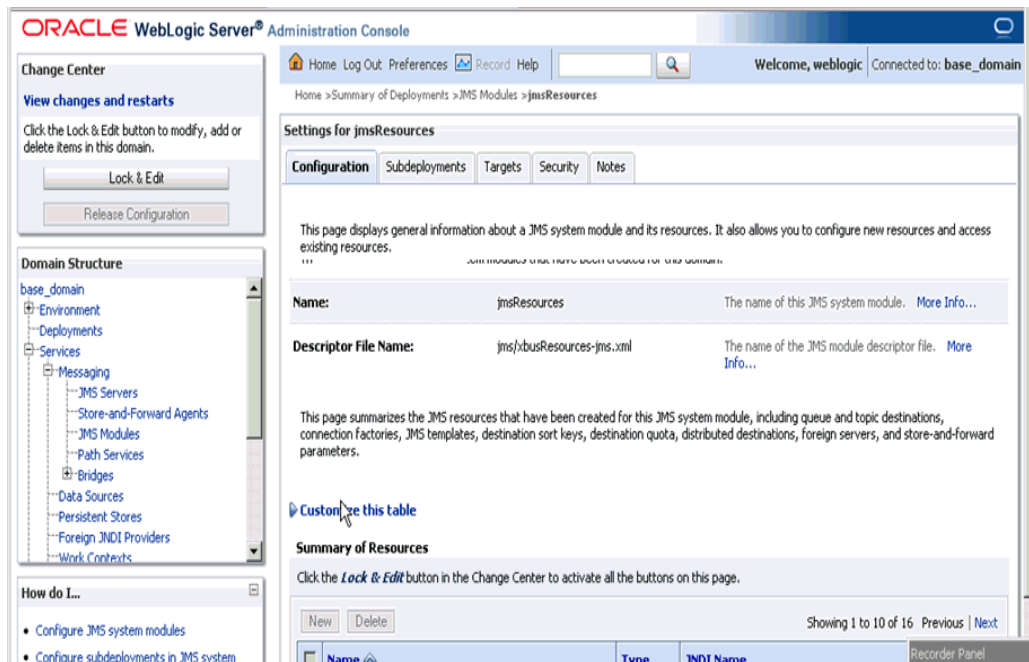 ORACLE WebLogic Server® Administration Console
Change Center
View changes and restarts
Click the Lock & Edit button to modify, add or
delete items in this domain.
Lock & Edit
Release Configuration
Domain Structure
base_domain
Environment
Deployments
Services
Messaging
JMS Servers
Store-and-Forward Agents
JMS Modules
Path Services
Bridges
Data Sources
Persistent Stores
Foreign JNDI Providers
Work Contexts
How do I...
• Configure JMS system modules
• Configure subdeployments in JMS system
Home Log Out Preferences Record Help
Welcome, weblogic Connected to: base_domain
Home >Summary of Deployments >JMS Modules >jmsResources
Settings for jmsResources
Configuration Subdeployments Targets Security Notes
This page displays general information about a JMS system module and its resources. It also allows you to configure new resources and access
existing resources.
modules that have been created for this domain.
Name: jmsResources The name of this JMS system module. More Info...
Descriptor File Name: jms/xbusResources-jms.xml The name of the JMS module descriptor file. More
Info...
This page summarizes the JMS resources that have been created for this JMS system module, including queue and topic destinations,
connection factories, JMS templates, destination sort keys, destination quota, distributed destinations, foreign servers, and store-and-forward
parameters.
Customize this table
Summary of Resources
Click the Lock & Edit button in the Change Center to activate all the buttons on this page.
New Delete Showing 1 to 10 of 16 Previous | Next
Name Type JNDI Name
Recorder Panel